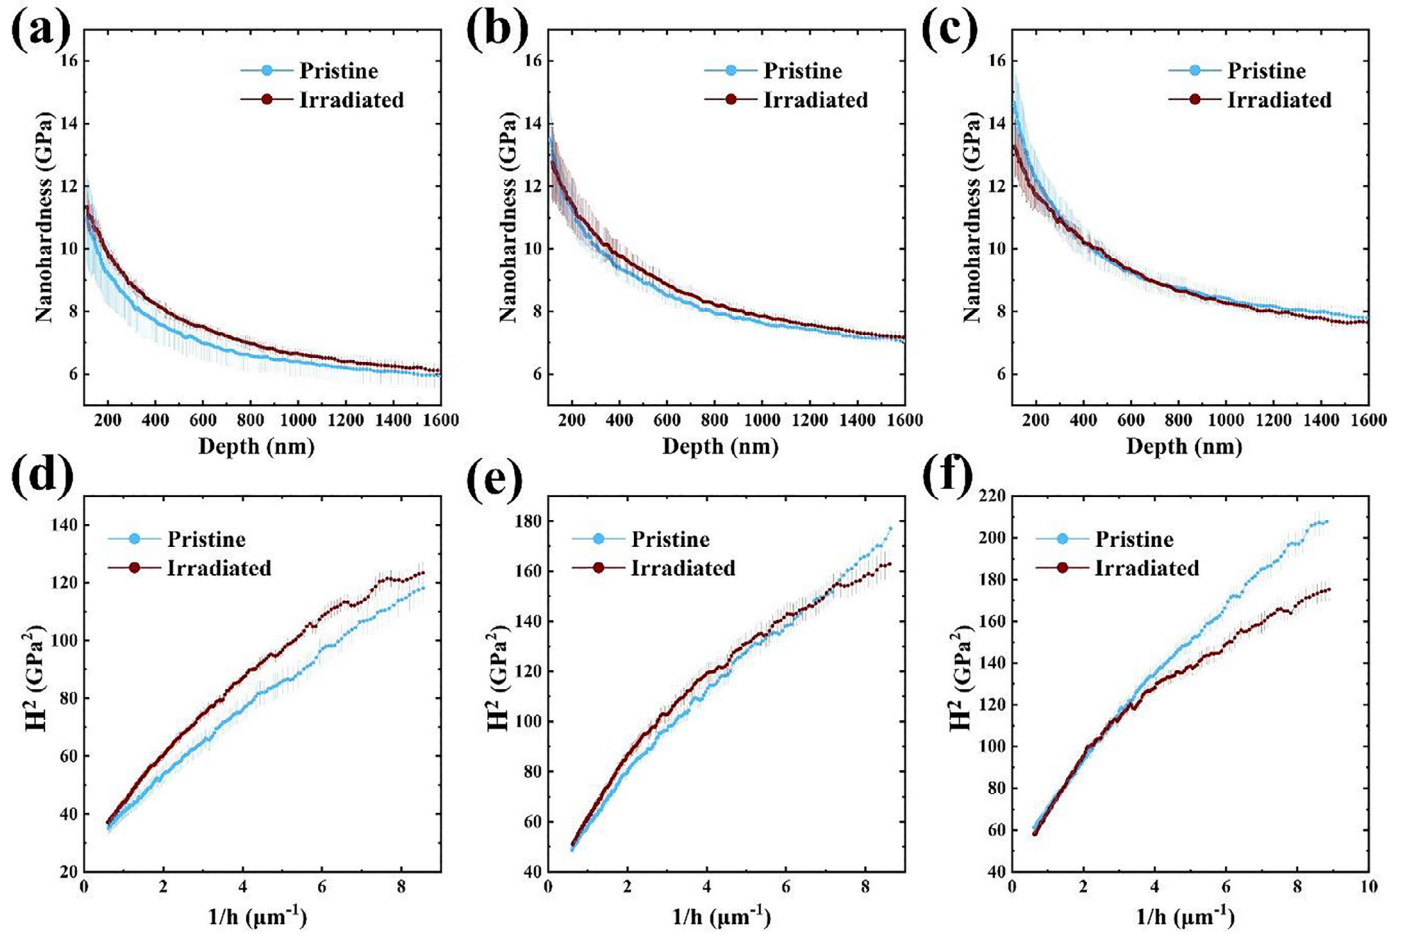 (a)
Nanohardness (GPa)
16
14
12
10
8
6
Pristine
Irradiated
200 400 600 800 1000 1200 1400 1600
Depth (nm)
(b)
Nanohardness (GPa)
16
14
12
10
8
6
Pristine
Irradiated
200 400 600 800 1000 1200 1400 1600
Depth (nm)
(c)
Nanohardness (GPa)
16
14
12
10
8
6
Pristine
Irradiated
200 400 600 800 1000 1200 1400 1600
Depth (nm)
(d)
H² (GPa²)
140
120
100
80
60
40
20
Pristine
Irradiated
0 2 4 6 8
1/h (μm⁻¹)
(e)
H² (GPa²)
180
160
140
120
100
80
60
40
Pristine
Irradiated
0 2 4 6 8
1/h (μm⁻¹)
(f)
H² (GPa²)
220
200
180
160
140
120
100
80
60
40
Pristine
Irradiated
0 2 4 6 8 10
1/h (μm⁻¹)